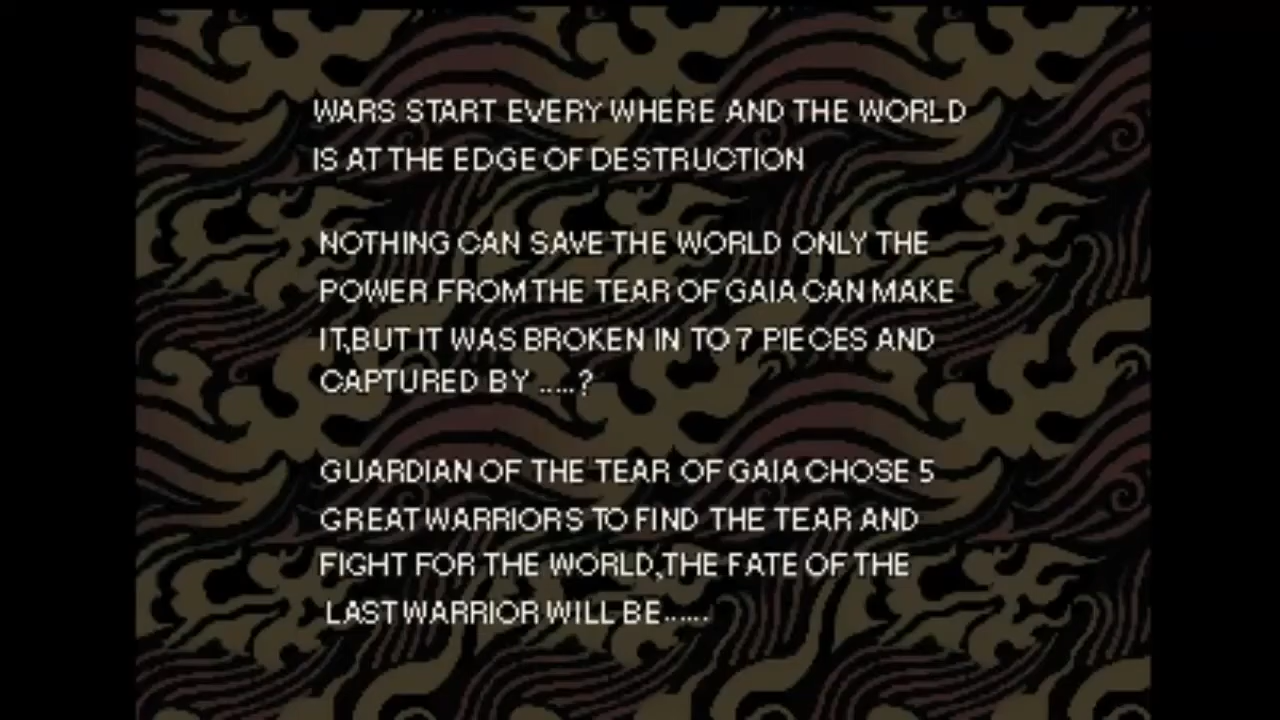 WARS START EVERY WHERE AND THE WORLD
IS AT THE EDGE OF DESTRUCTION
NOTHING CAN SAVE THE WORLD ONLY THE
POWER FROM THE TEAR OF GAIA CAN MAKE
IT,BUT IT WAS BROKEN IN TO 7 PIECES AND
CAPTURED BY .....?
GUARDIAN OF THE TEAR OF GAIA CHOSE 5
GREAT WARRIORS TO FIND THE TEAR AND
FIGHT FOR THE WORLD,THE FATE OF THE
LAST WARRIOR WILL BE......